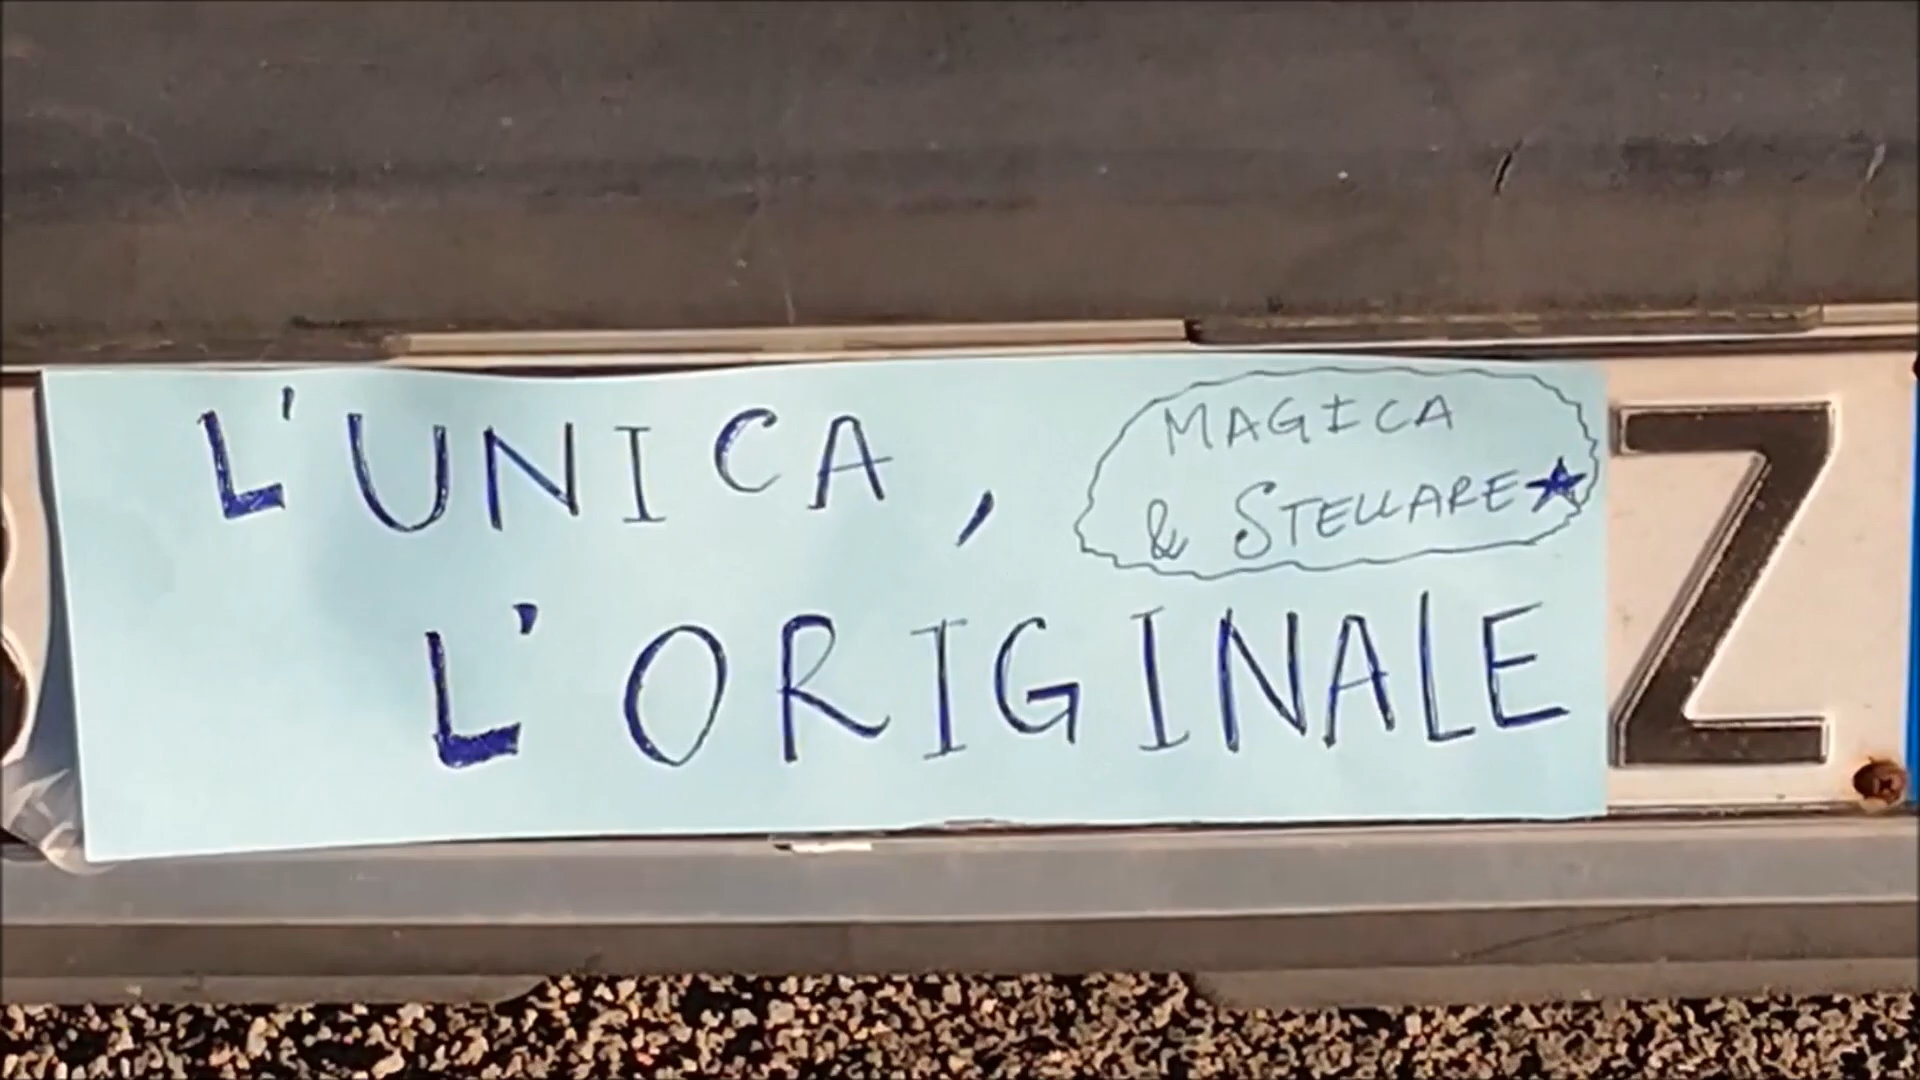 L'UNICA,
MAGICA
& STELLARE★
L'ORIGINALE
Z